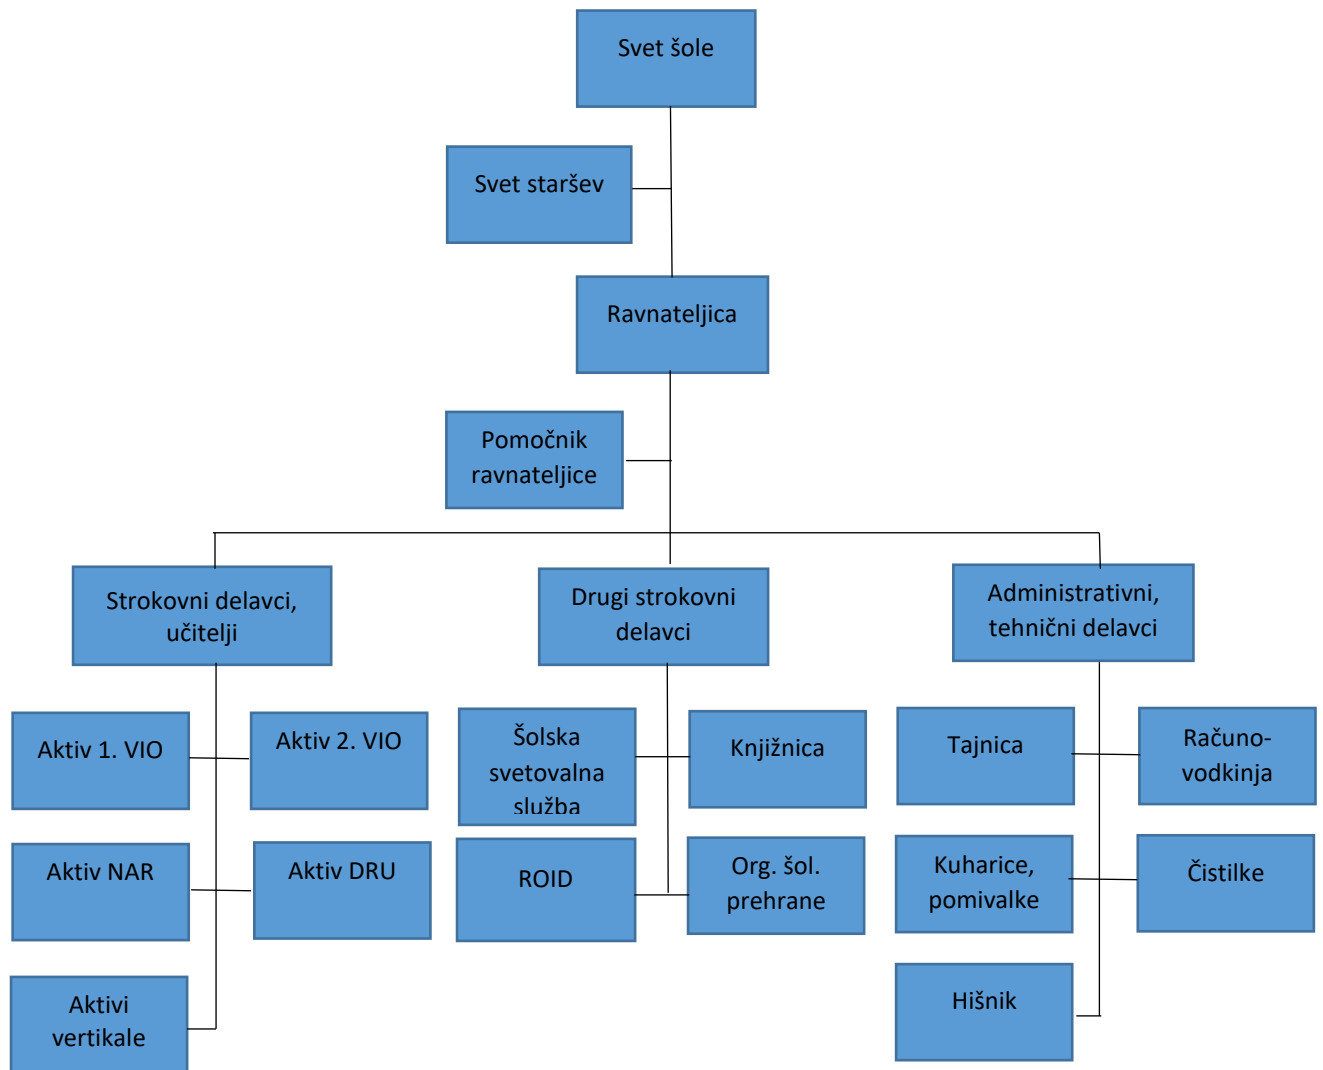 Svet šole
Svet staršev
Ravnateljica
Pomočnik
ravnateljice
Strokovni delavci,
učitelji
Drugi strokovni
delavci
Administrativni,
tehnični delavci
Aktiv 1. VIO
Aktiv 2. VIO
Šolska
svetovalna
služba
Knjižnica
Tajnica
Računo-
vodkinja
Aktiv NAR
Aktiv DRU
ROID
Org. šol.
prehrane
Kuharice,
pomivalke
Čistilke
Aktivi
vertikale
Hišnik